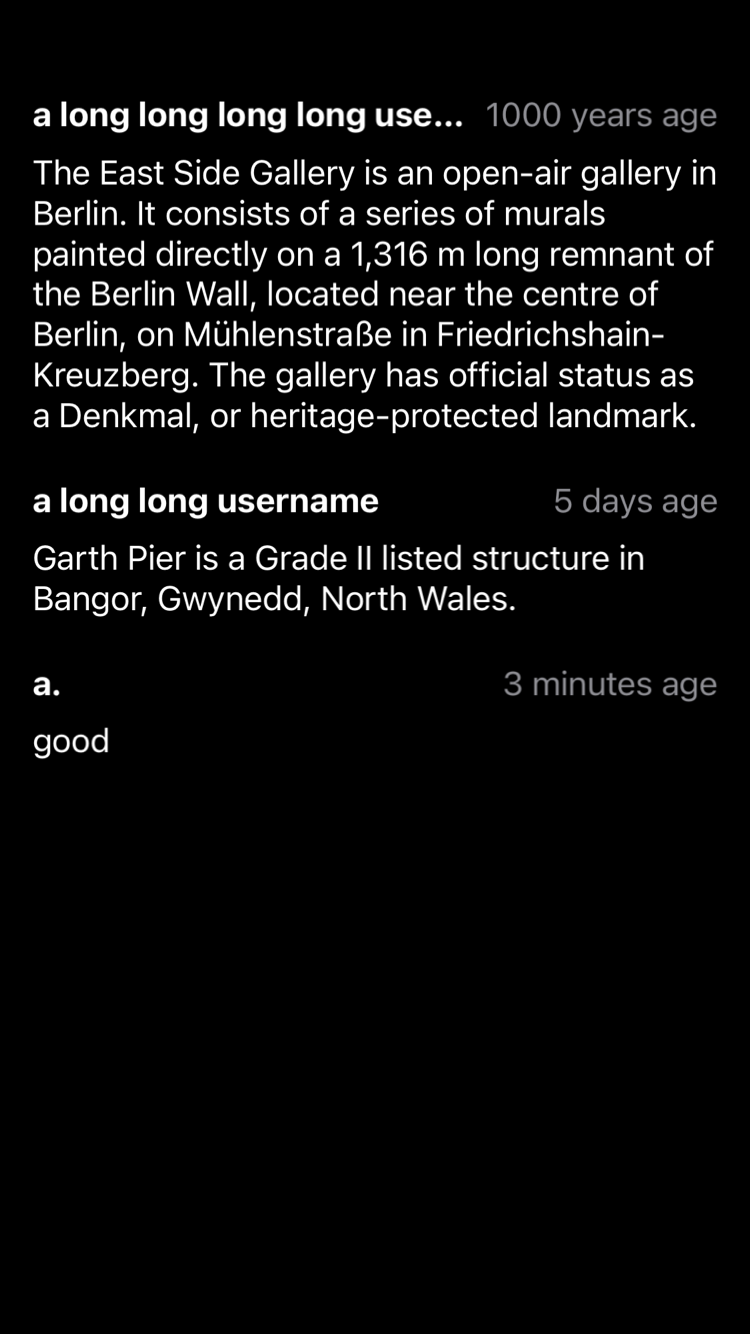 a long long long long use... 1000 years age
The East Side Gallery is an open-air gallery in
Berlin. It consists of a series of murals
painted directly on a 1,316 m long remnant of
the Berlin Wall, located near the centre of
Berlin, on Mühlenstraße in Friedrichshain-
Kreuzberg. The gallery has official status as
a Denkmal, or heritage-protected landmark.
a long long username 5 days age
Garth Pier is a Grade II listed structure in
Bangor, Gwynedd, North Wales.
a. 3 minutes age
good